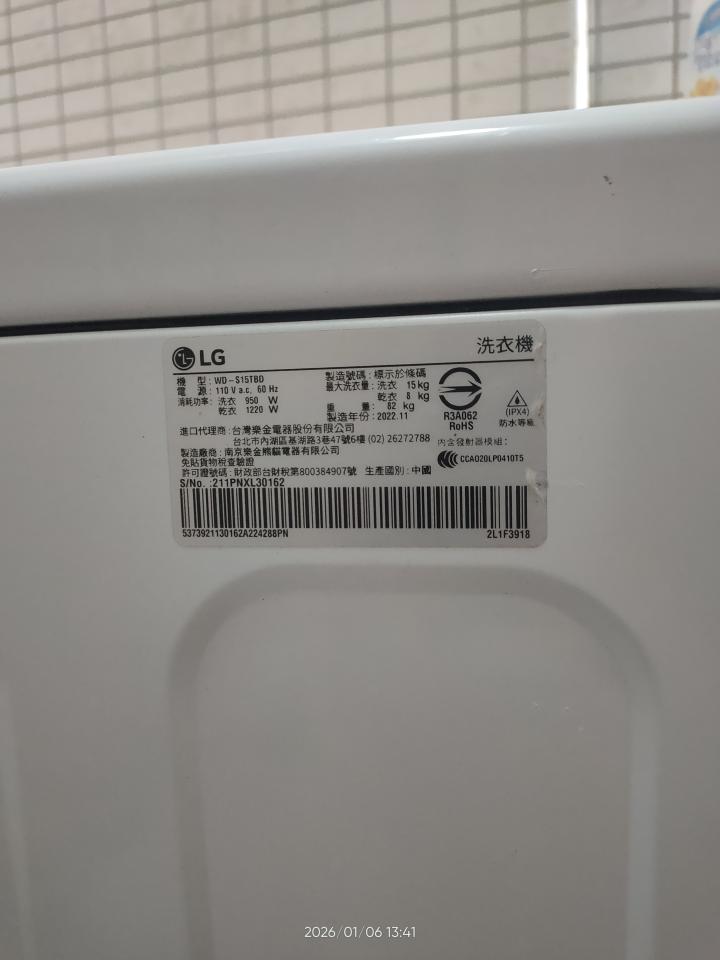 LG 洗衣機
機 型：WD-S15TBD
電 源：110 V a.c. 60 Hz
消耗功率：洗衣 950 W
乾衣 1220 W
製造號碼：標示於條碼
最大洗衣量：洗衣 15 kg
乾衣 8 kg
重 量：82 kg
製造年份：2022.11
R3A062
RoHS
(IPX4)
防水等級
進口代理商：台灣樂金電器股份有限公司
台北市內湖區基湖路3巷47號6樓 (02) 26272788
製造廠商：南京樂金熊貓電器有限公司
免貼貨物稅查驗證
許可證號碼：財政部台財稅第800384907號 生產國別：中國
內含發射器模組：
CCAO20LP0410T5
S/No. :211PNXL30162
5373921130162A224288PN 2L1F3918
2026/01/06 13:41